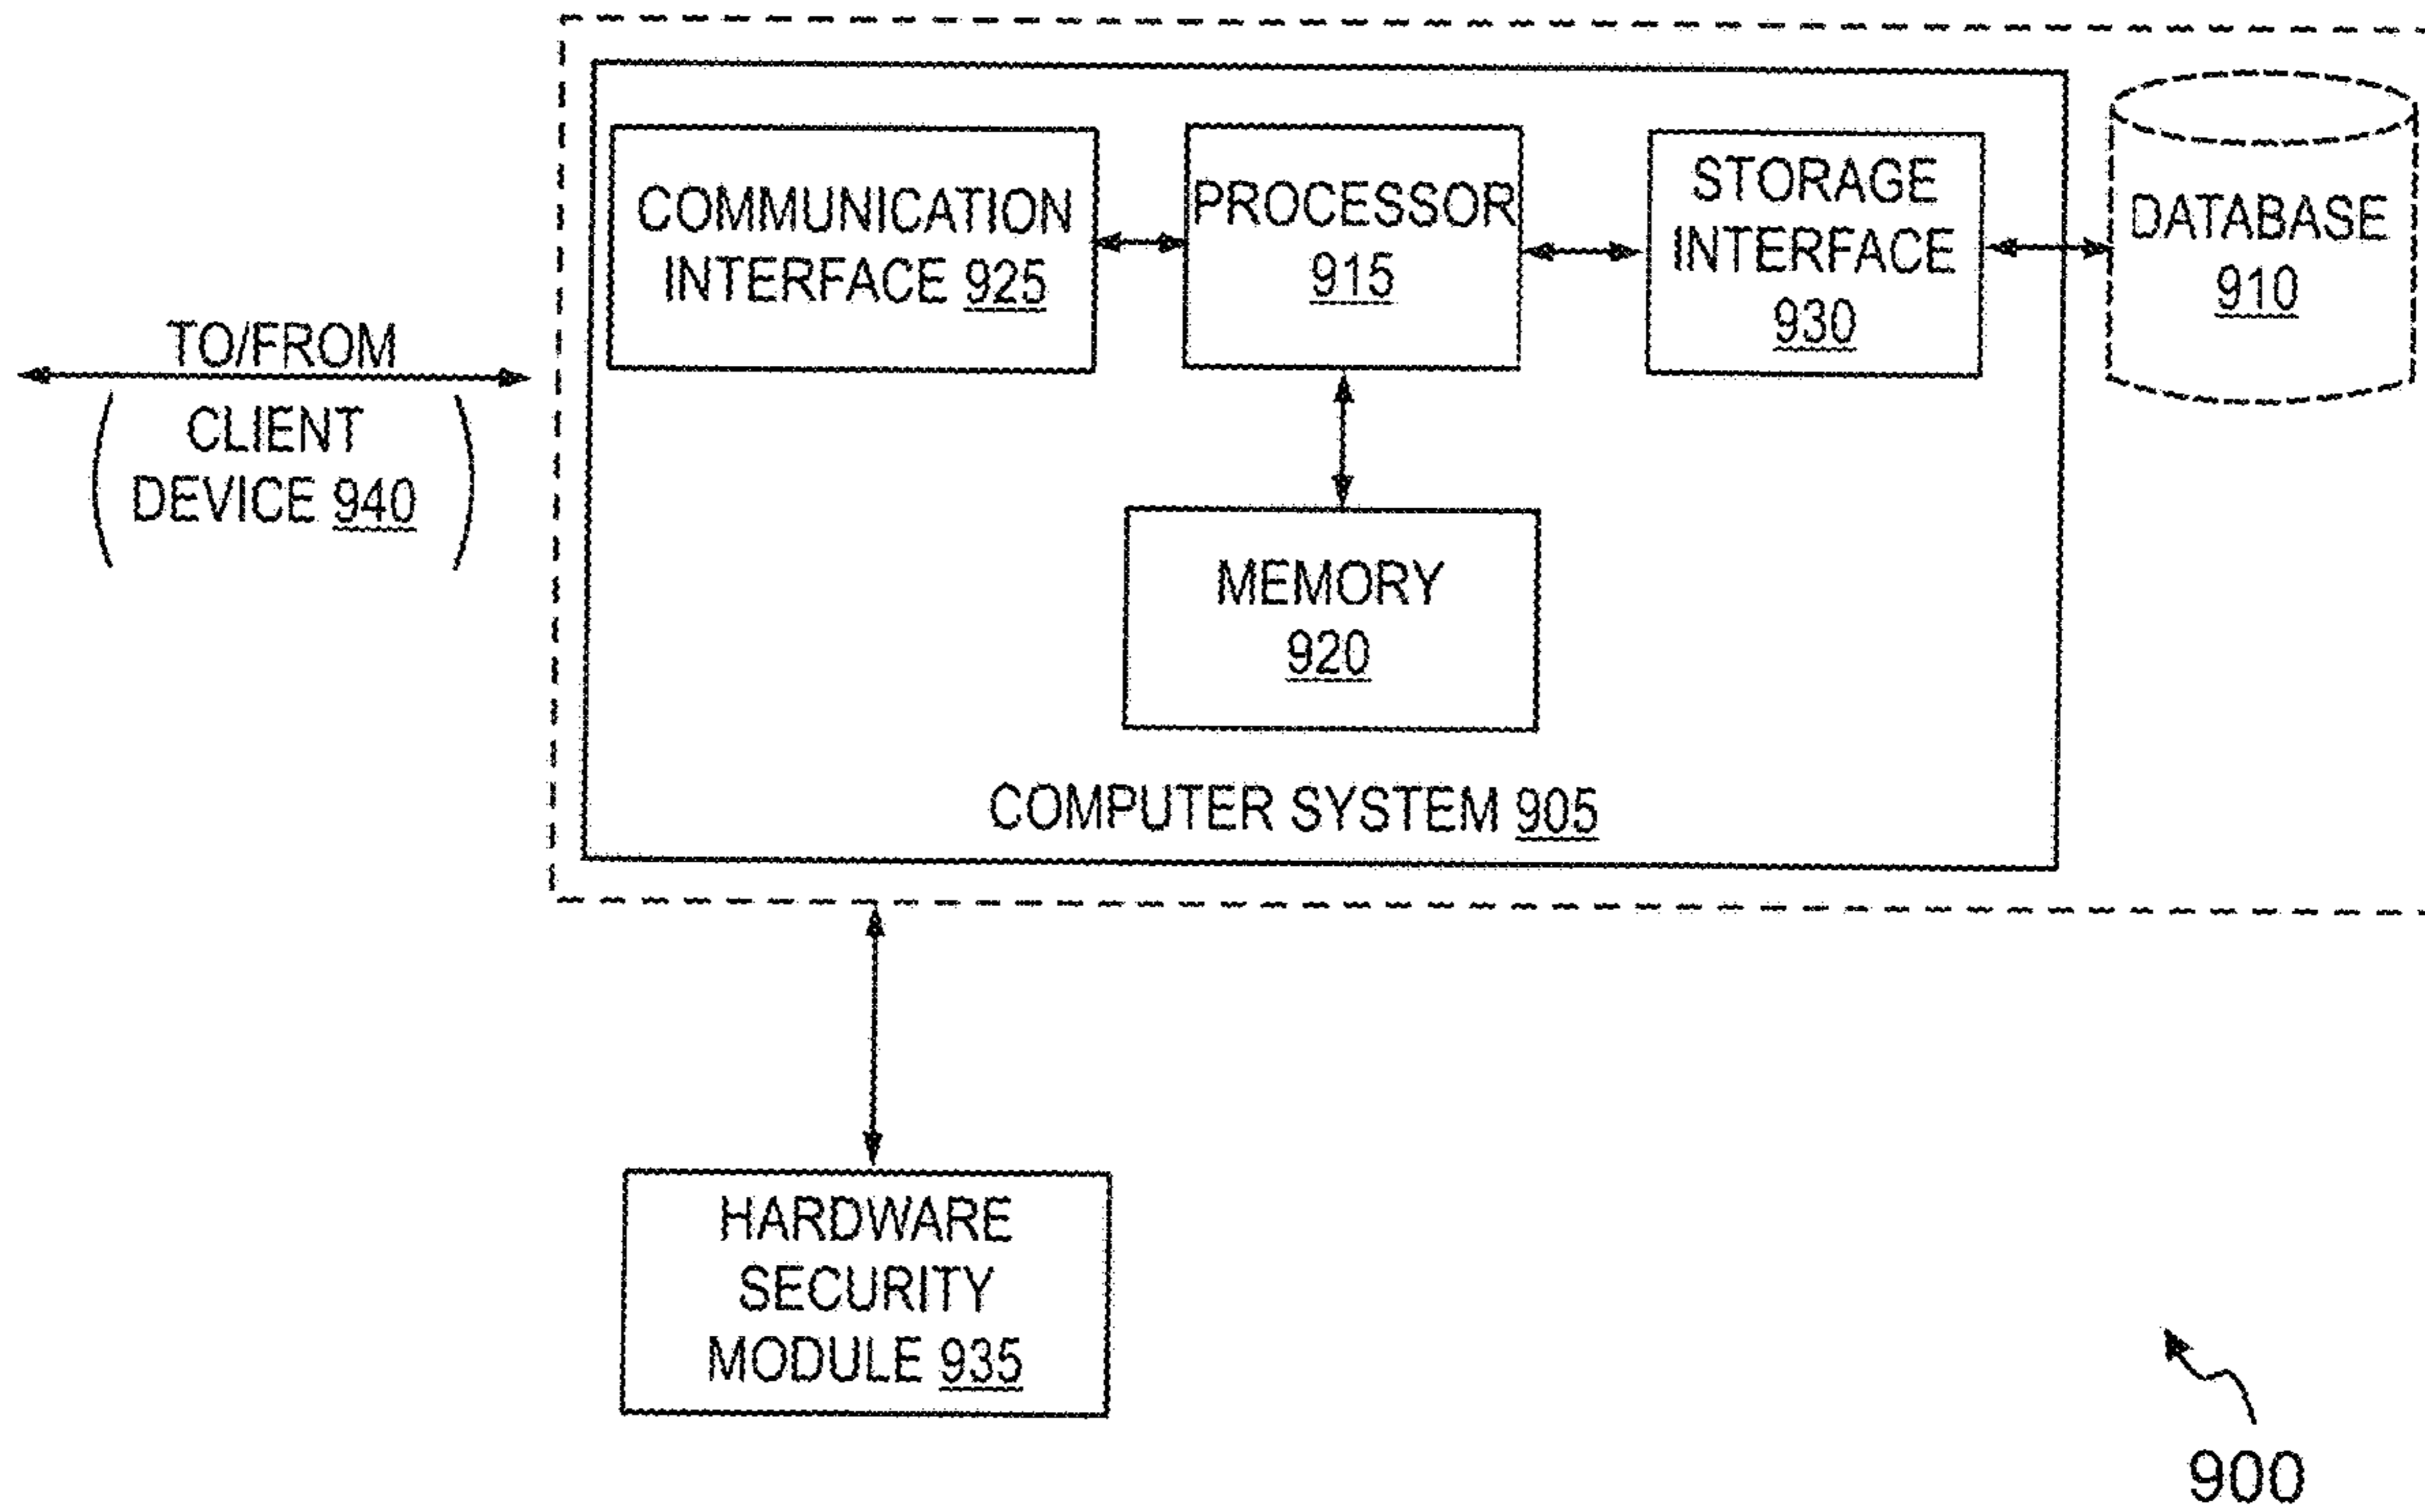 COMMUNICATION
INTERFACE 925
PROCESSOR
915
STORAGE
INTERFACE
930
DATABASE
910
TO/FROM
CLIENT
DEVICE 940
MEMORY
920
COMPUTER SYSTEM 905
HARDWARE
SECURITY
MODULE 935
900